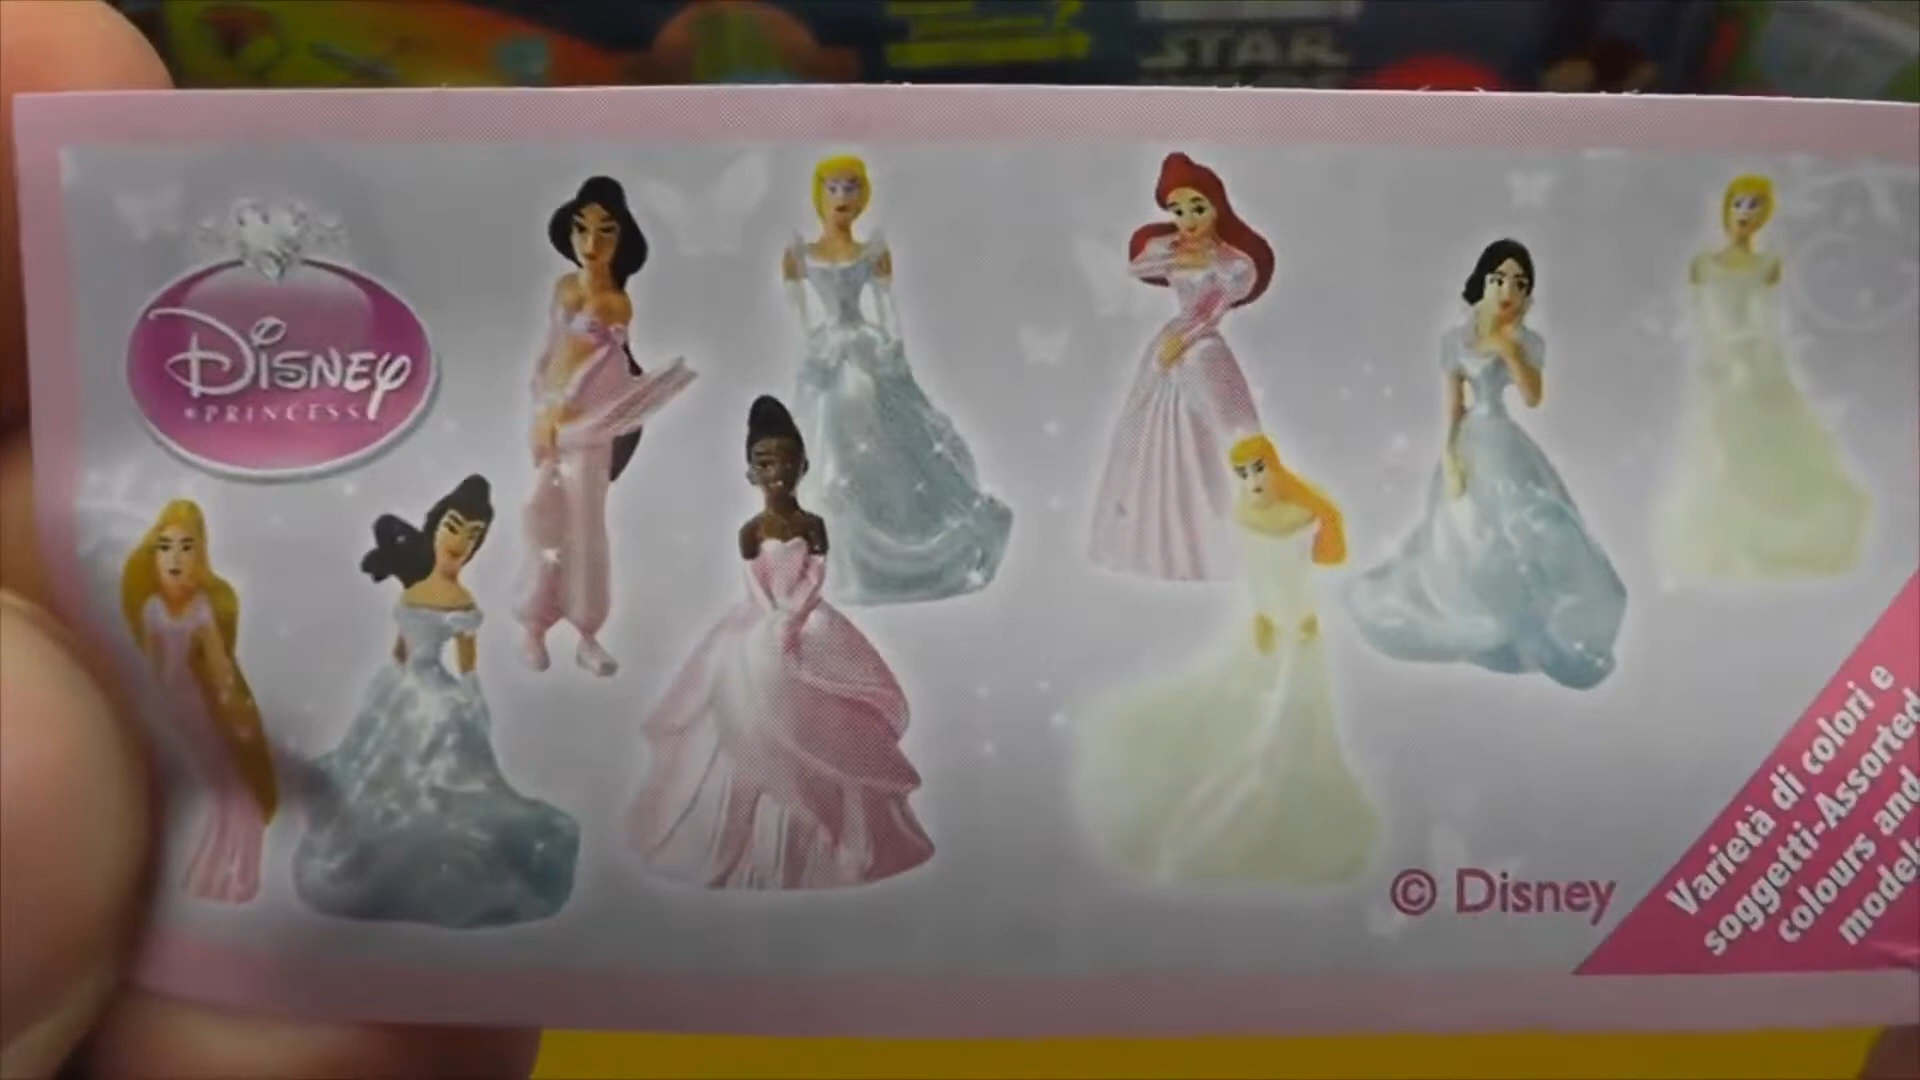 STAR
DISNEY
PRINCESS
© Disney
Varietà di colori e
soggetti-Assorted
colours and
models